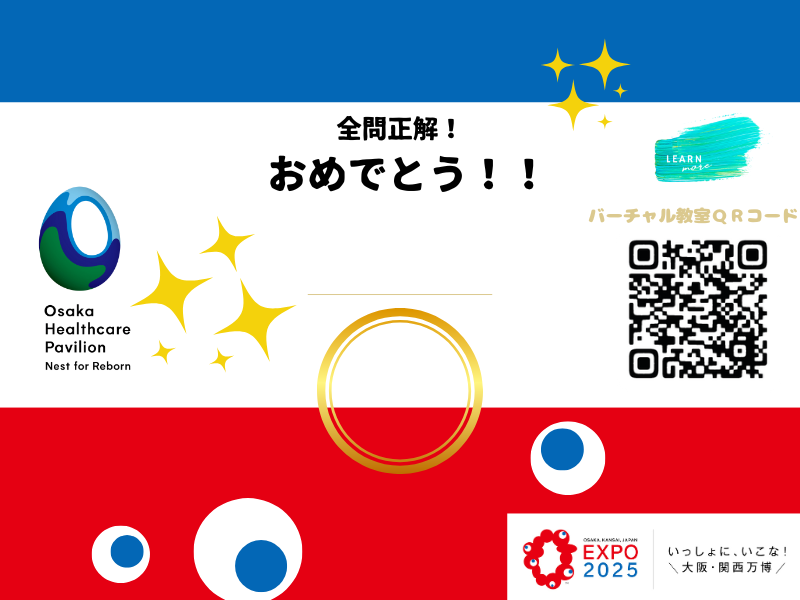 全問正解！
おめでとう！！
LEARN
more
バーチャル教室ＱＲコード
Osaka
Healthcare
Pavilion
Nest for Reborn
OSAKA, KANSAI, JAPAN
EXPO
2025
いっしょに、いこな！
＼大阪・関西万博／